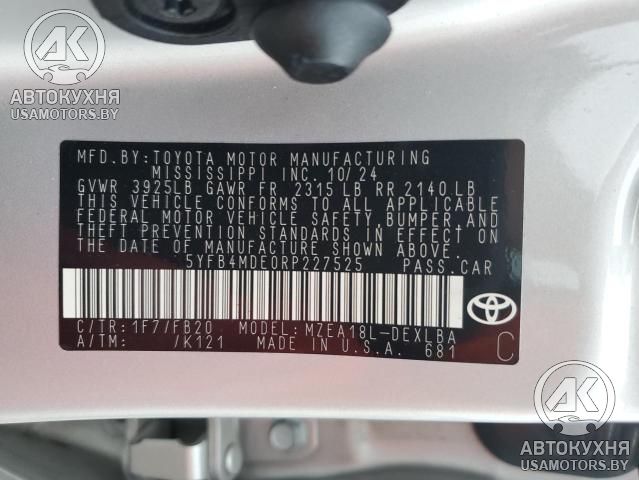 АК
АВТОКУХНЯ
USAMOTORS.BY
MFD.BY:TOYOTA MOTOR MANUFACTURING
MISSISSIPPI INC. 10/24
GVWR 3925LB GAWR FR 2315 LB RR 2140 LB
THIS VEHICLE CONFORMS TO ALL APPLICABLE
FEDERAL MOTOR VEHICLE SAFETY, BUMPER, AND
THEFT PREVENTION STANDARDS IN EFFECT ON
THE DATE OF MANUFACTURE SHOWN ABOVE.
5YFB4MDE0RP227525 PASS.CAR
C/TR:1F7/FB20 MODEL: MZEA18L-DEXLBA
A/TM: /K121 MADE IN U.S.A. 681
C
АК
АВТОКУХНЯ
USAMOTORS.BY